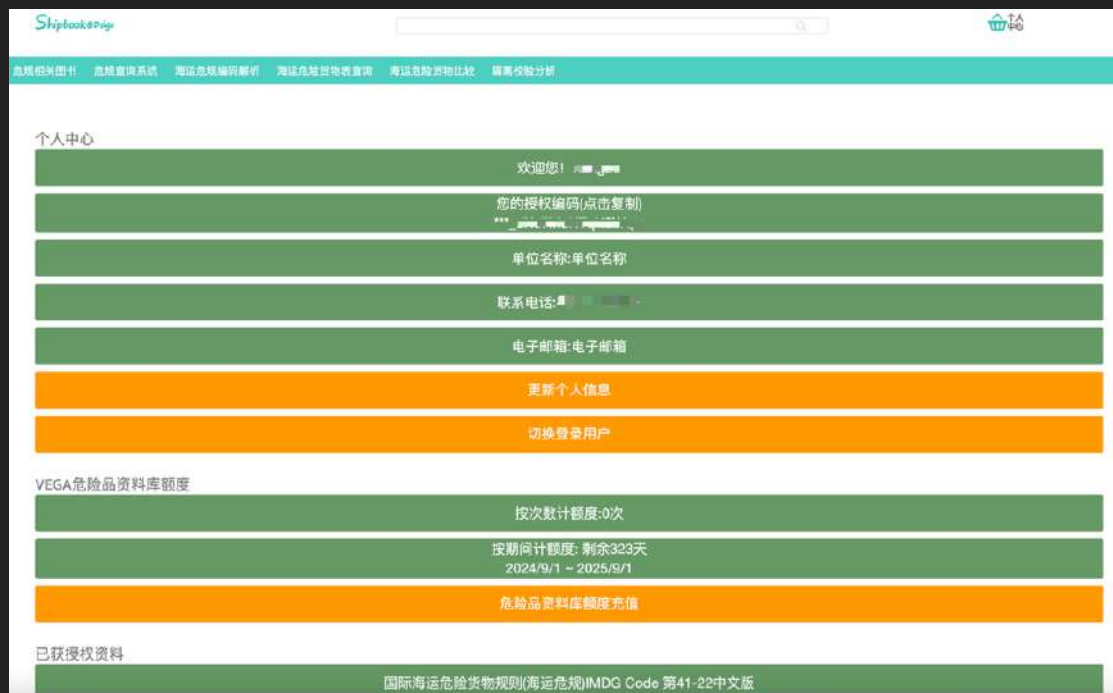 Shipbook@Design
个人
中心
危规相关图书 危规查询系统 海运危规编码解析 海运危险货物表查询 海运危险货物比较 隔离校验分析
个人中心
欢迎您!
您的授权编码(点击复制)
***_
单位名称:单位名称
联系电话:
电子邮箱:电子邮箱
更新个人信息
切换登录用户
VEGA危险品资料库额度
按次数计额度:0次
按期间计额度: 剩余323天
2024/9/1 ~ 2025/9/1
危险品资料库额度充值
已获授权资料
国际海运危险货物规则(海运危规)IMDG Code 第41-22中文版